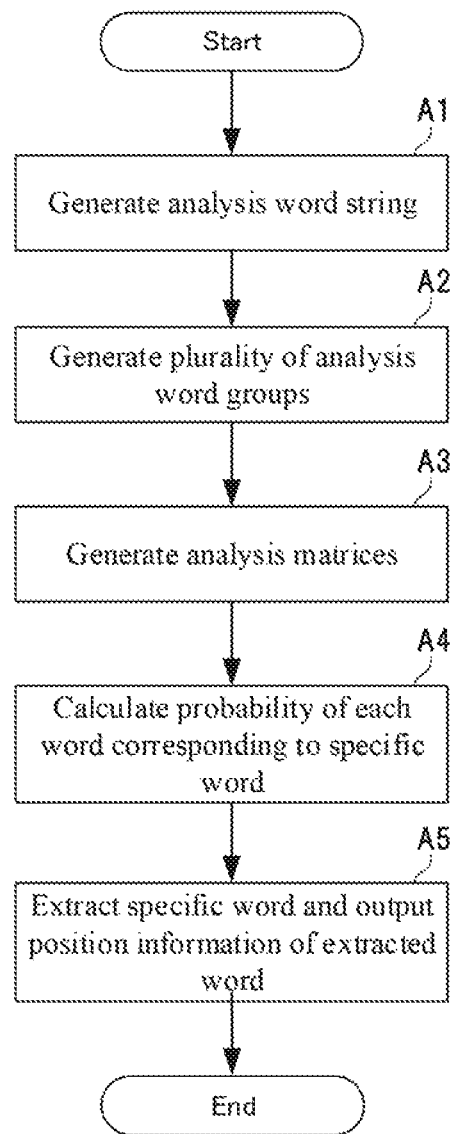 Start
A1
Generate analysis word string
A2
Generate plurality of analysis
word groups
A3
Generate analysis matrices
A4
Calculate probability of each
word corresponding to specific
word
A5
Extract specific word and output
position information of extracted
word
End